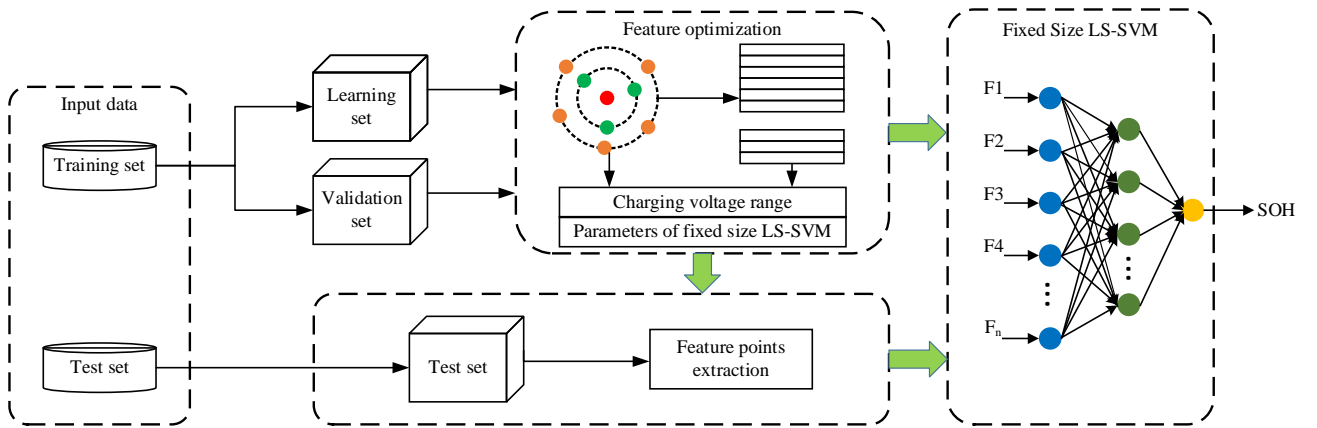 Input data
Training set
Test set
Learning
set
Validation
set
Feature optimization
Charging voltage range
Parameters of fixed size LS-SVM
Test set
Feature points
extraction
Fixed Size LS-SVM
F1
F2
F3
F4
Fn
SOH